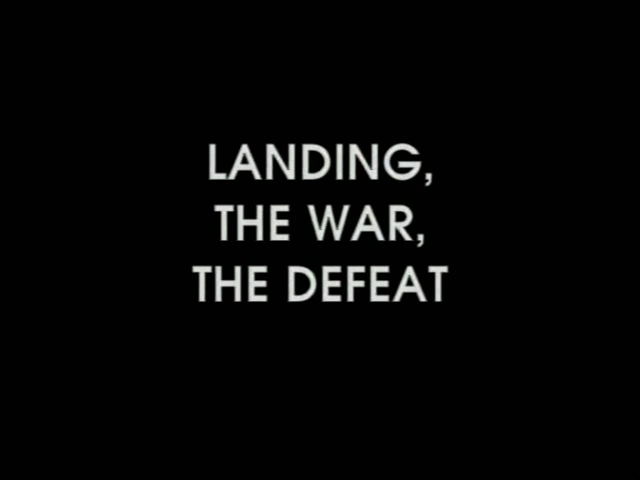 LANDING,
THE WAR,
THE DEFEAT